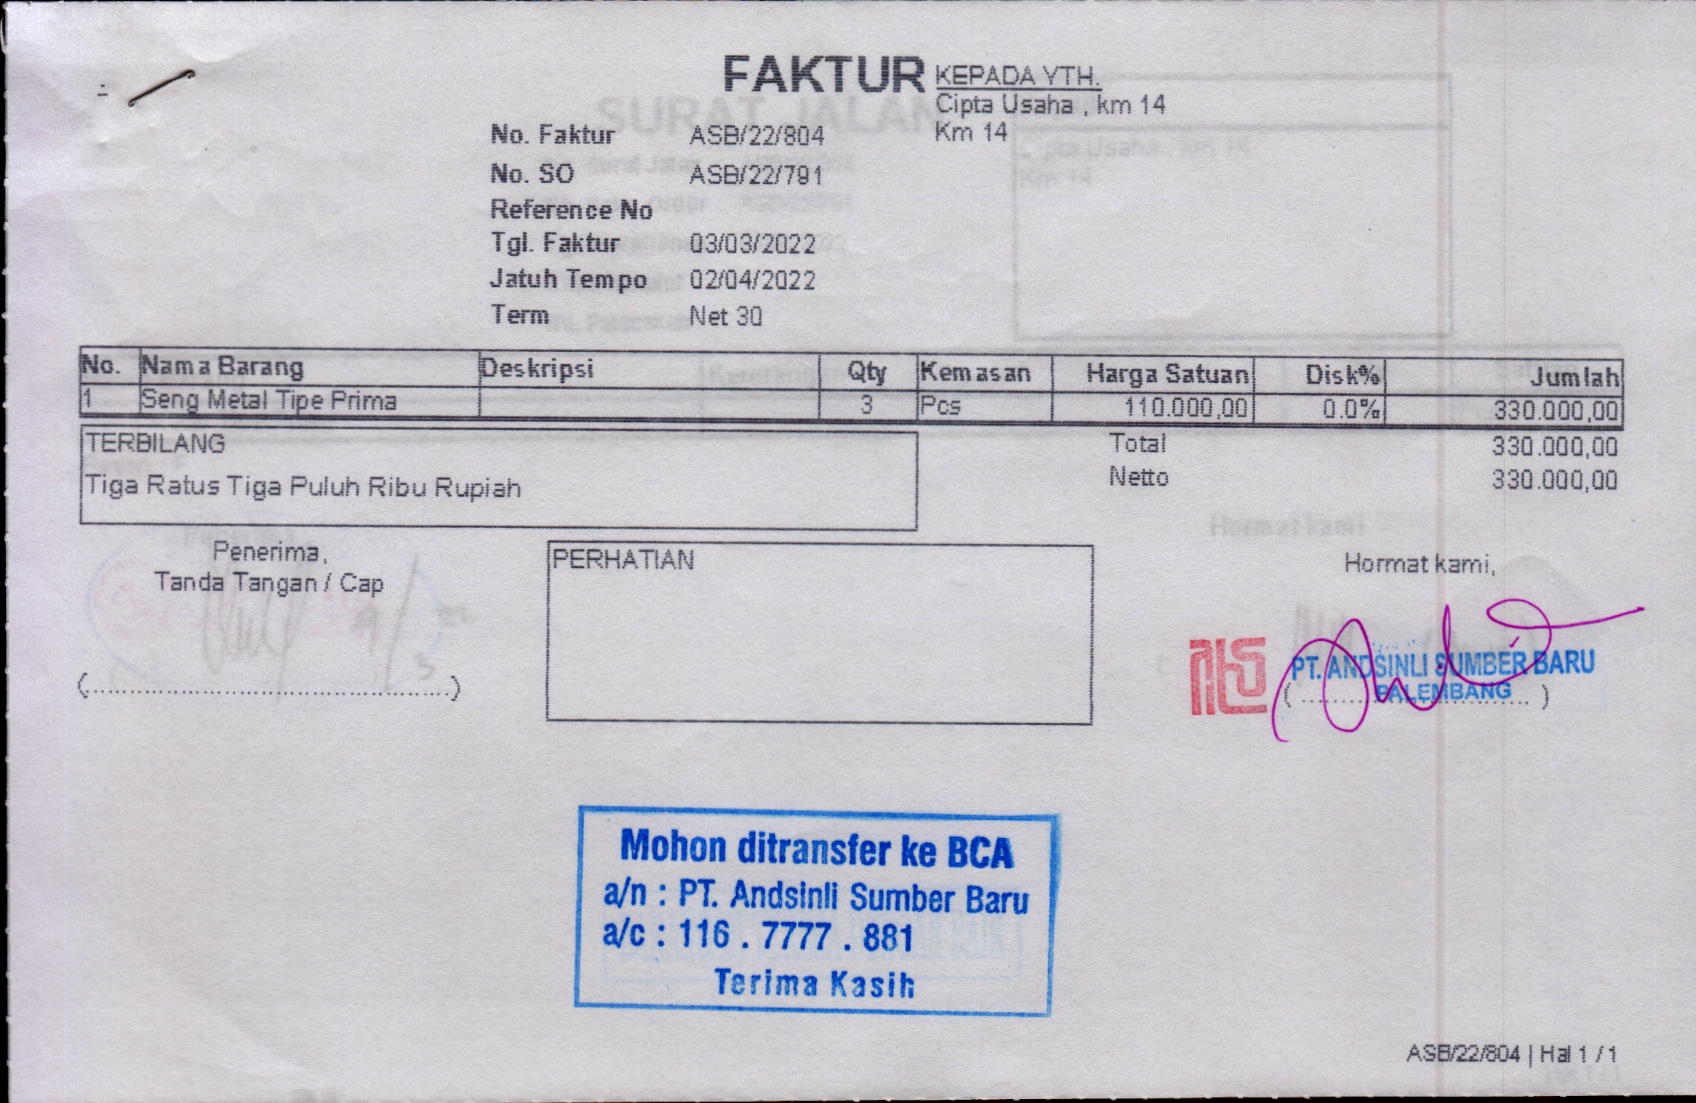 FAKTUR
KEPADA YTH.
Cipta Usaha , km 14
Km 14
No. Faktur ASB/22/804
No. SO ASB/22/791
Reference No
Tgl. Faktur 03/03/2022
Jatuh Tempo 02/04/2022
Term Net 30
No. Nama Barang Deskripsi Qty Kemasan Harga Satuan Disk% Jumlah
1 Seng Metal Tipe Prima 3 Pcs 110.000,00 0.0% 330.000,00
TERBILANG
Tiga Ratus Tiga Puluh Ribu Rupiah
Total 330.000,00
Netto 330.000,00
Penerima,
Tanda Tangan / Cap
(..............................................)
PERHATIAN
Hormat kami,
PT. ANDSINLI SUMBER BARU
PALEMBANG
Mohon ditransfer ke BCA
a/n : PT. Andsinli Sumber Baru
a/c : 116 . 7777 . 881
Terima Kasih
ASB/22/804 | Hal 1 / 1